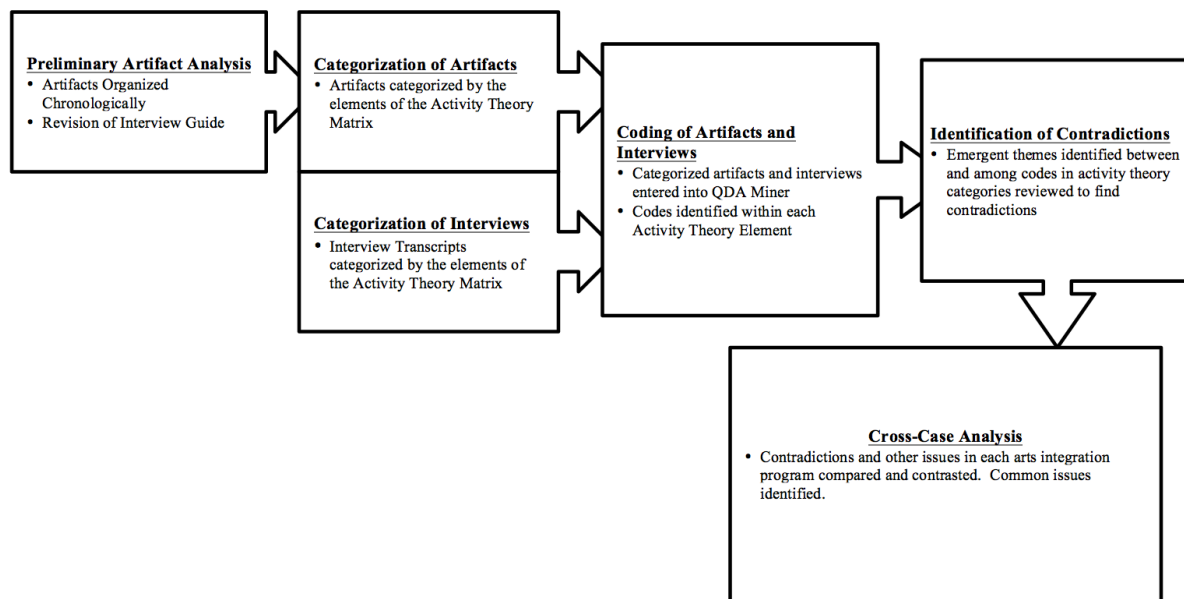 Preliminary Artifact Analysis
• Artifacts Organized
Chronologically
• Revision of Interview Guide
Categorization of Artifacts
• Artifacts categorized by the
elements of the Activity Theory
Matrix
Categorization of Interviews
• Interview Transcripts
categorized by the elements of
the Activity Theory Matrix
Coding of Artifacts and
Interviews
• Categorized artifacts and interviews
entered into QDA Miner
• Codes identified within each
Activity Theory Element
Identification of Contradictions
• Emergent themes identified between
and among codes in activity theory
categories reviewed to find
contradictions
Cross-Case Analysis
• Contradictions and other issues in each arts integration
program compared and contrasted.  Common issues
identified.